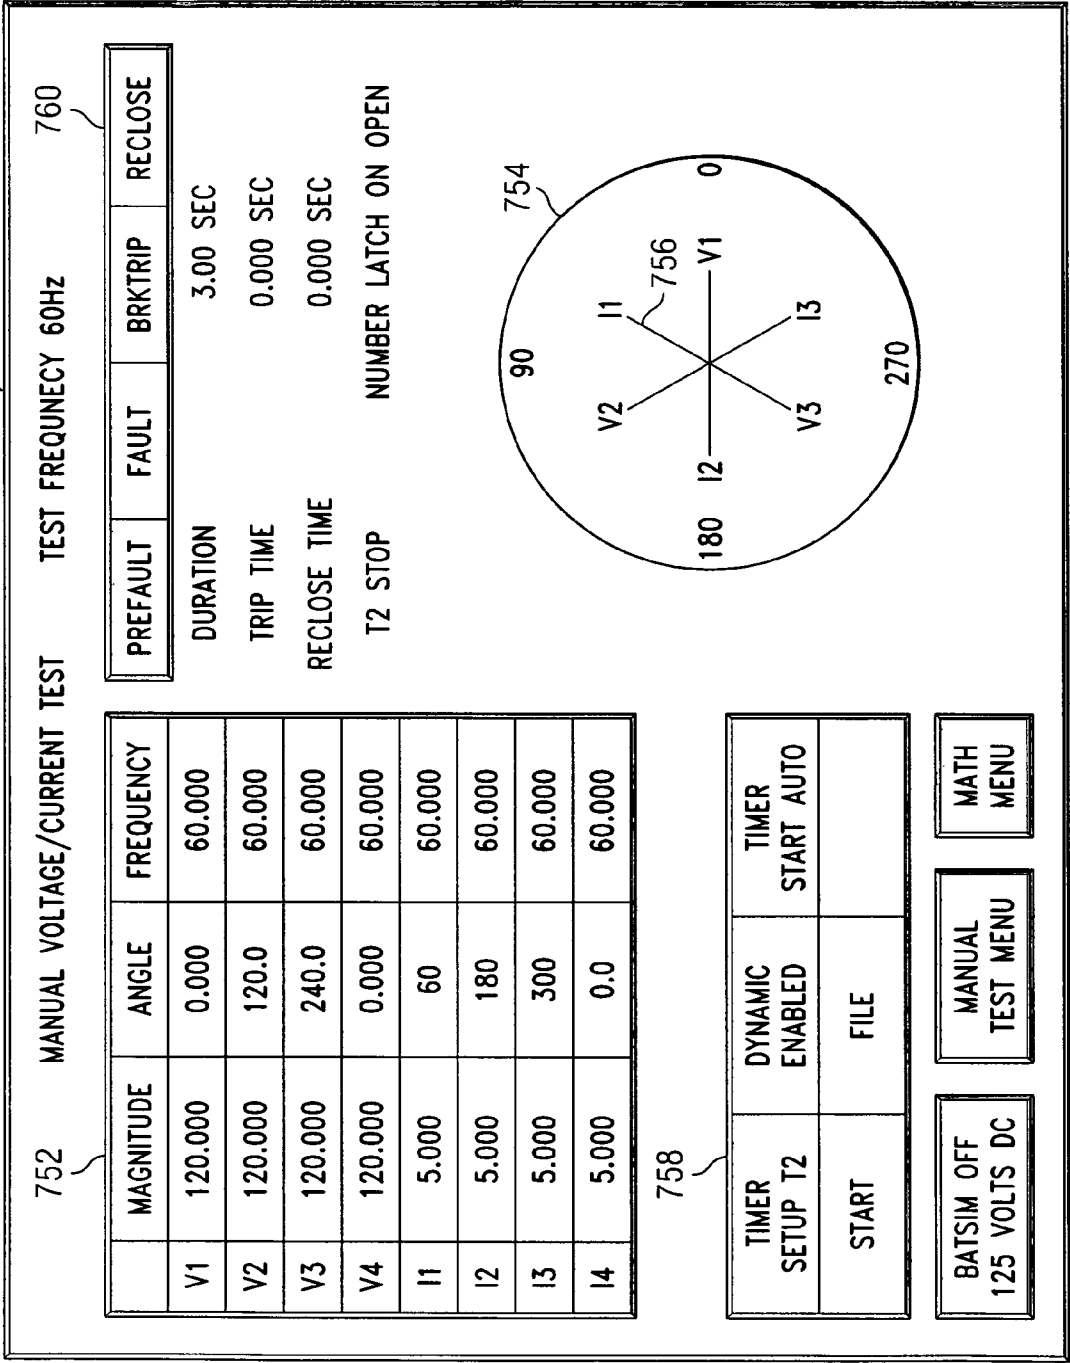 752
MANUAL VOLTAGE/CURRENT TEST
TEST FREQUNECY 60Hz
760
MAGNITUDE ANGLE FREQUENCY
V1 120.000 0.000 60.000
V2 120.000 120.0 60.000
V3 120.000 240.0 60.000
V4 120.000 0.000 60.000
I1 5.000 60 60.000
I2 5.000 180 60.000
I3 5.000 300 60.000
I4 5.000 0.0 60.000
PREFAULT FAULT BRKTRIP RECLOSE
DURATION 3.00 SEC
TRIP TIME 0.000 SEC
RECLOSE TIME 0.000 SEC
T2 STOP NUMBER LATCH ON OPEN
754
90
V2 I1
756
180 I2 V1 0
V3 I3
270
758
TIMER
SETUP T2
DYNAMIC
ENABLED
TIMER
START AUTO
START FILE
BATSIM OFF
125 VOLTS DC
MANUAL
TEST MENU
MATH
MENU